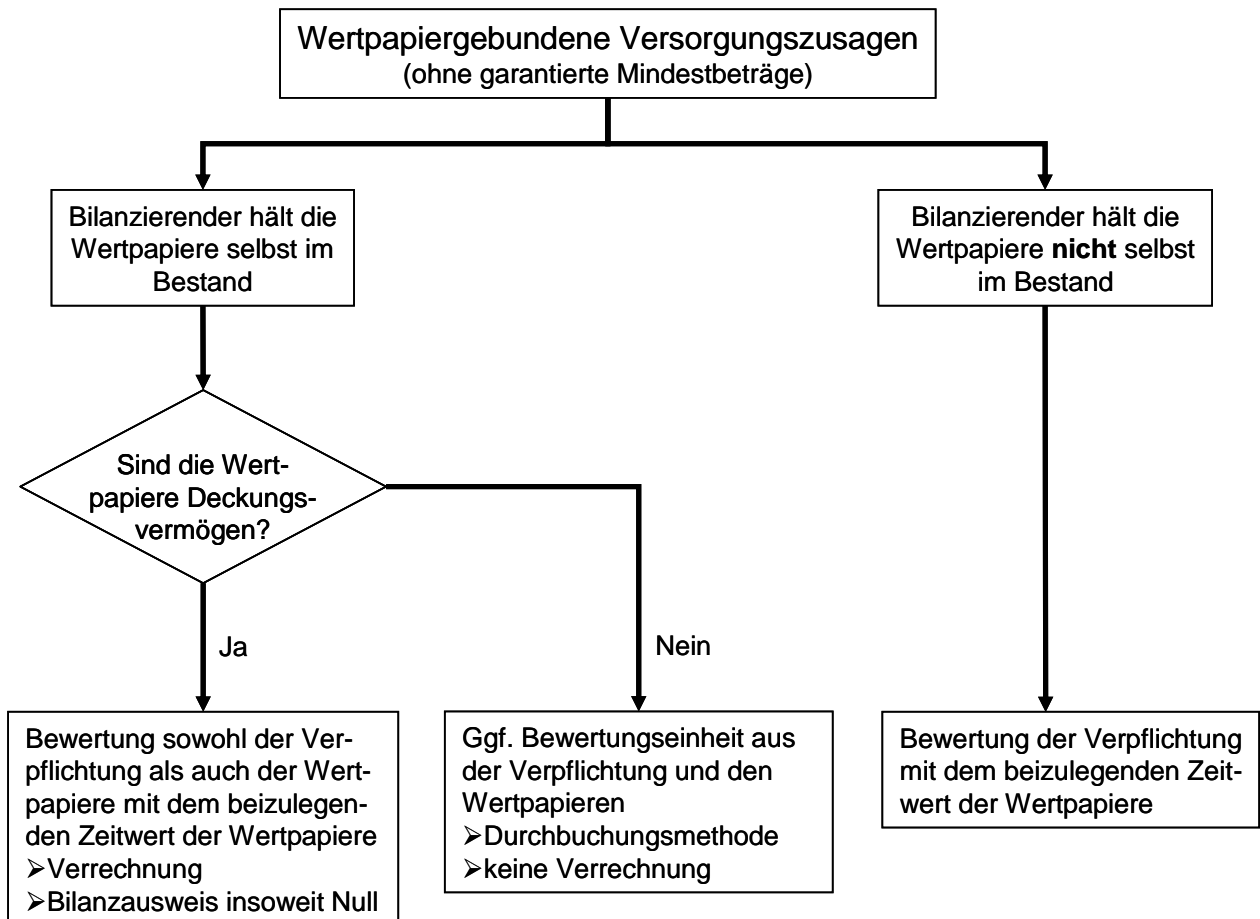 Wertpapiergebundene Versorgungszusagen
(ohne garantierte Mindestbeträge)
Bilanzierender hält die
Wertpapiere selbst im
Bestand
Bilanzierender hält die
Wertpapiere nicht selbst
im Bestand
Sind die Wert-
papiere Deckungs-
vermögen?
Ja
Nein
Bewertung sowohl der Ver-
pflichtung als auch der Wert-
papiere mit dem beizulegen-
den Zeitwert der Wertpapiere
➢Verrechnung
➢Bilanzausweis insoweit Null
Ggf. Bewertungseinheit aus
der Verpflichtung und den
Wertpapieren
➢Durchbuchungsmethode
➢keine Verrechnung
Bewertung der Verpflichtung
mit dem beizulegenden Zeit-
wert der Wertpapiere